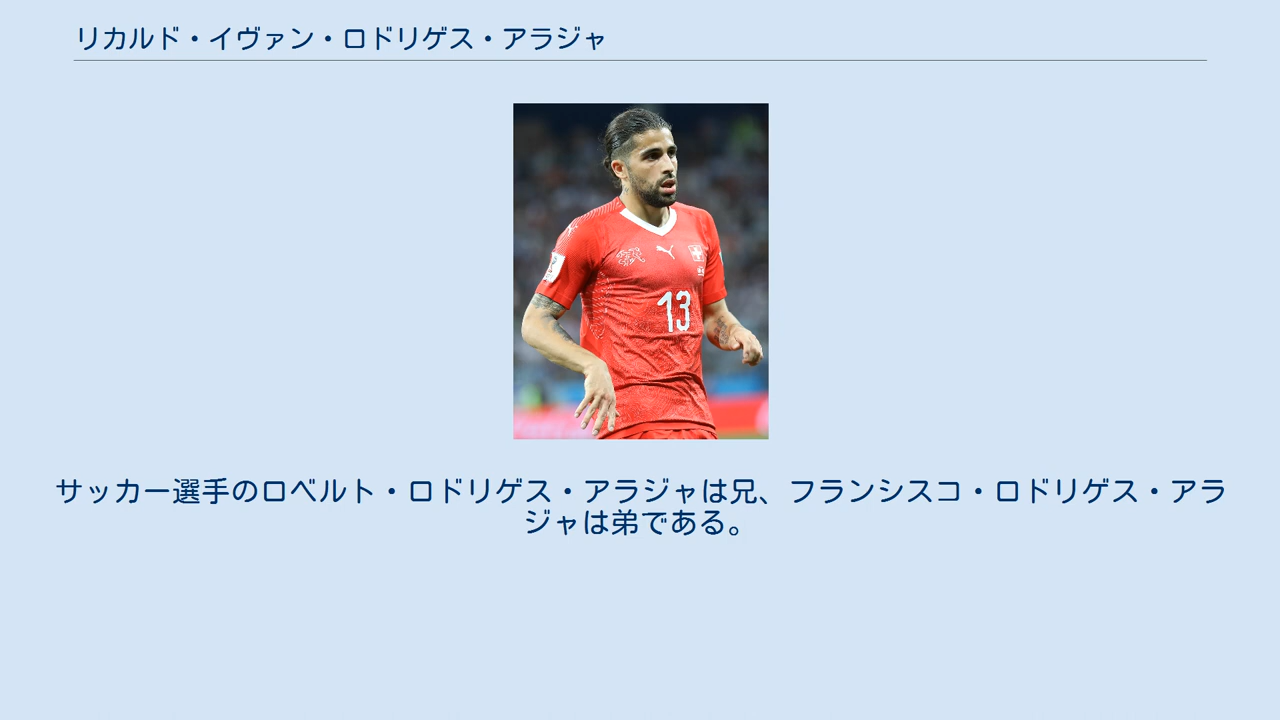 リカルド・イヴァン・ロドリゲス・アラジャ
13
サッカー選手のロベルト・ロドリゲス・アラジャは兄、フランシスコ・ロドリゲス・アラ
ジャは弟である。